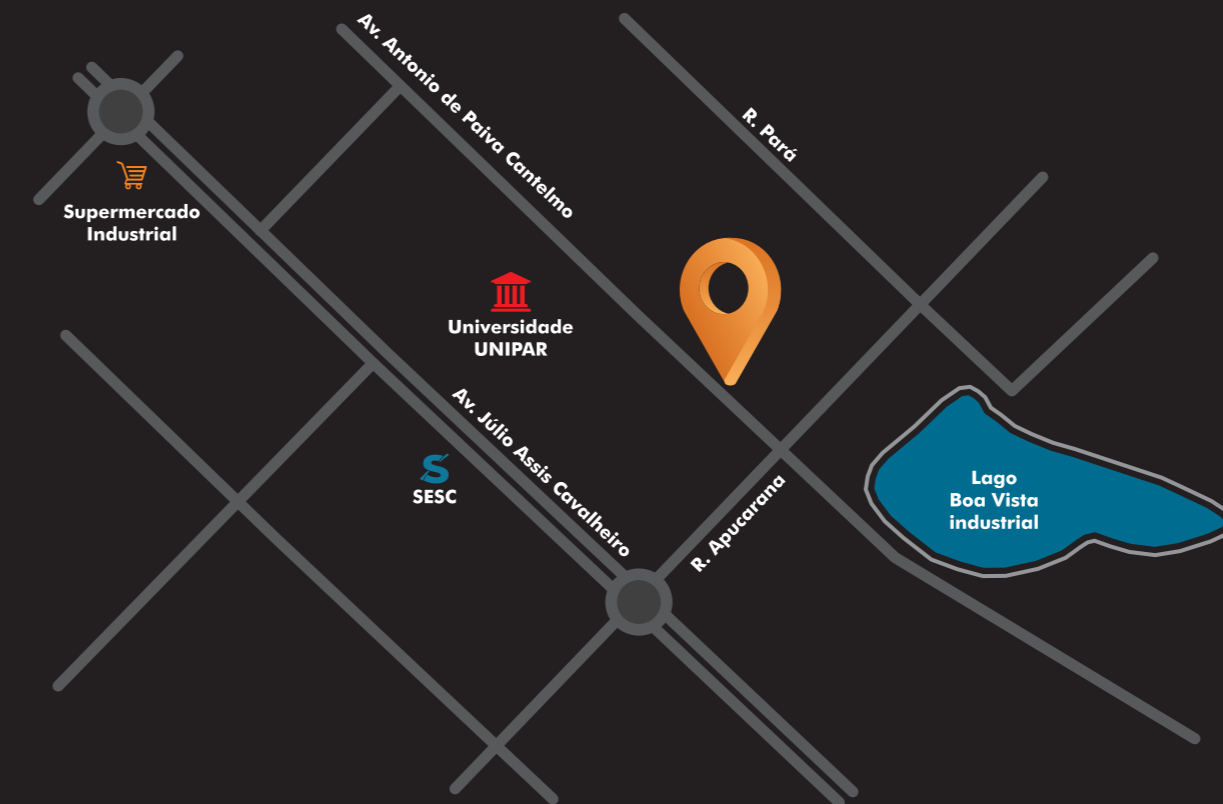 Av. Antonio de Paiva Cantelmo
R. Pará
Supermercado
Industrial
Universidade
UNIPAR
Av. Júlio Assis Cavalheiro
SESC
R. Apucarana
Lago
Boa Vista
industrial